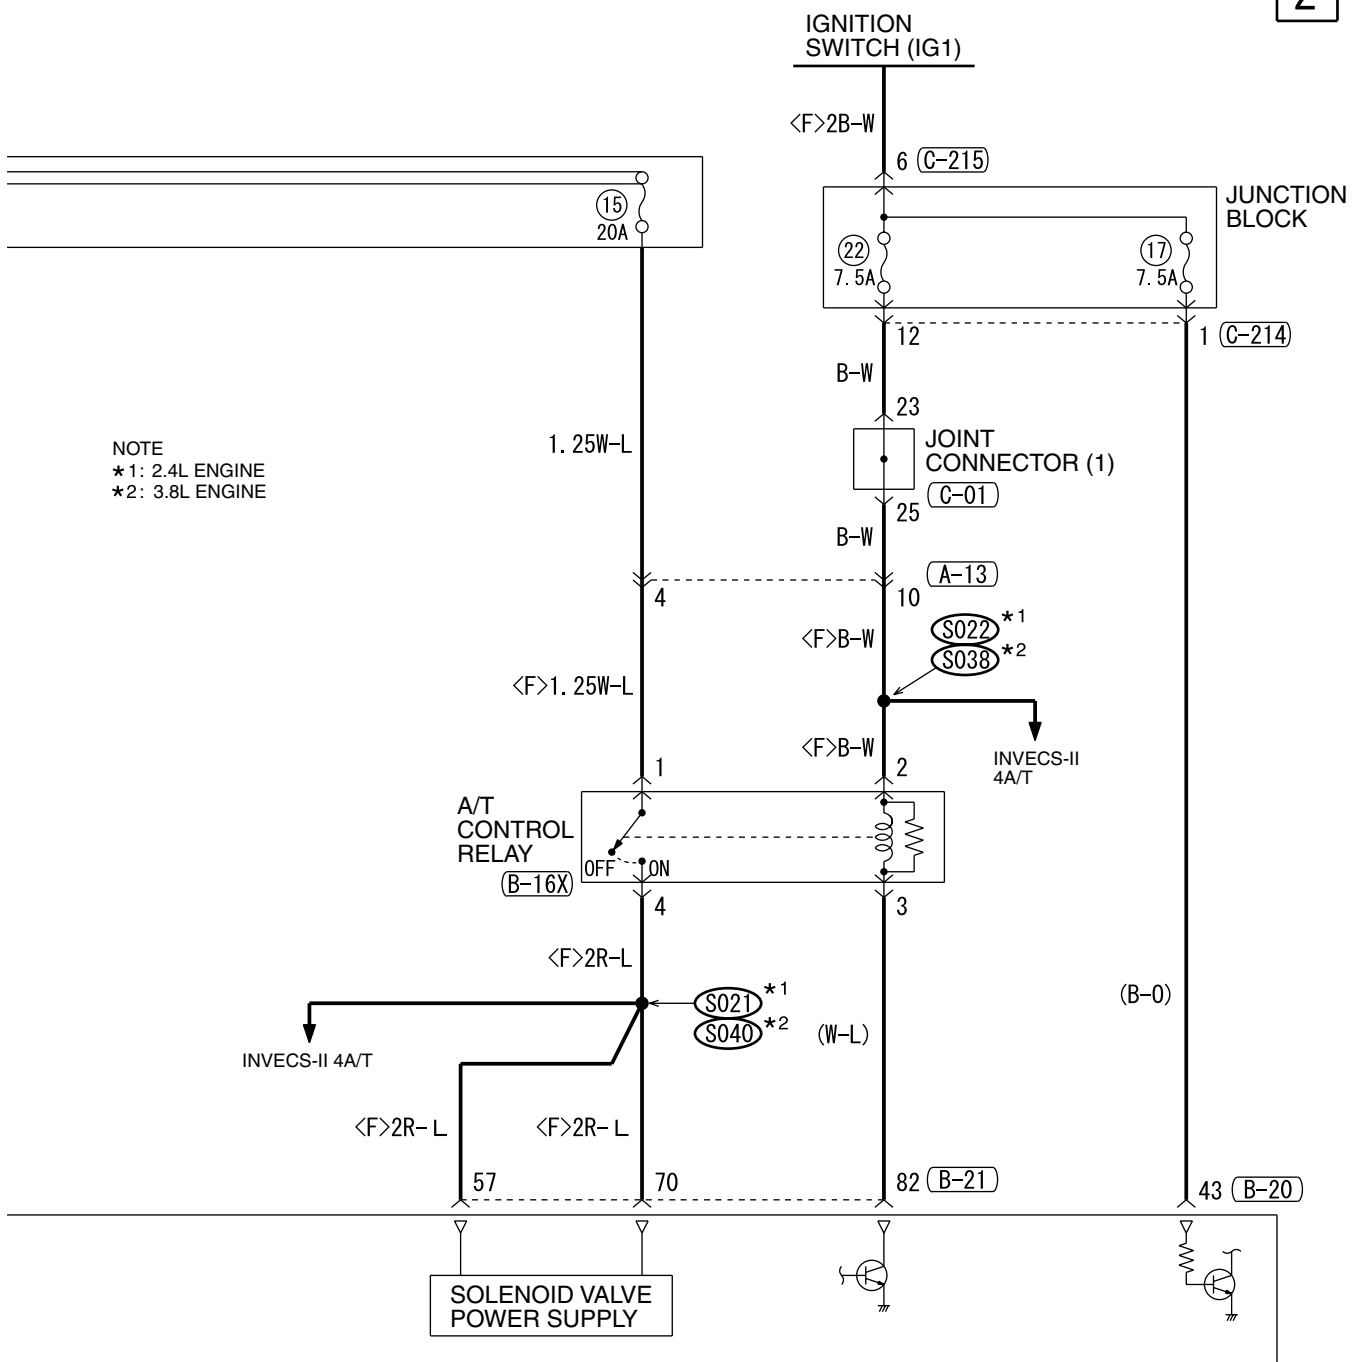 2
IGNITION
SWITCH (IG1)
<F>2B-W
6 C-215
JUNCTION
BLOCK
15
20A
22
7.5A
17
7.5A
12
1 C-214
B-W
23
JOINT
CONNECTOR (1)
C-01
25
B-W
1.25W-L
NOTE
*1: 2.4L ENGINE
*2: 3.8L ENGINE
A-13
4
10
<F>B-W
S022 *1
S038 *2
<F>1.25W-L
<F>B-W
INVECS-II
4A/T
1
2
A/T
CONTROL
RELAY
OFF
ON
B-16X
4
3
<F>2R-L
S021 *1
S040 *2
(W-L)
(B-O)
INVECS-II 4A/T
<F>2R-L
<F>2R-L
57
70
82 B-21
43 B-20
SOLENOID VALVE
POWER SUPPLY